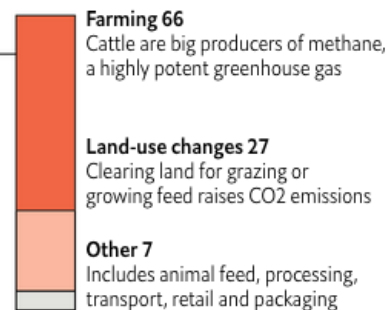 Farming 66
Cattle are big producers of methane,
a highly potent greenhouse gas
Land-use changes 27
Clearing land for grazing or
growing feed raises CO2 emissions
Other 7
Includes animal feed, processing,
transport, retail and packaging